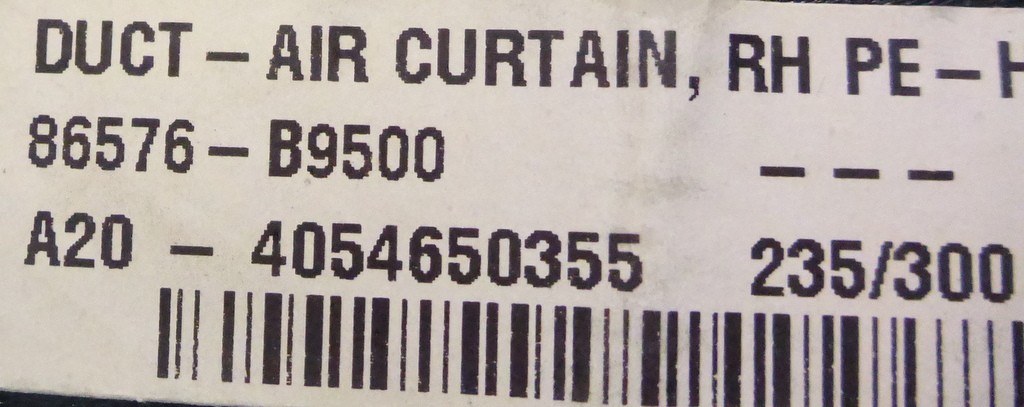 DUCT - AIR CURTAIN, RH PE - H
86576 - B9500 - - -
A20 - 4054650355 235/300